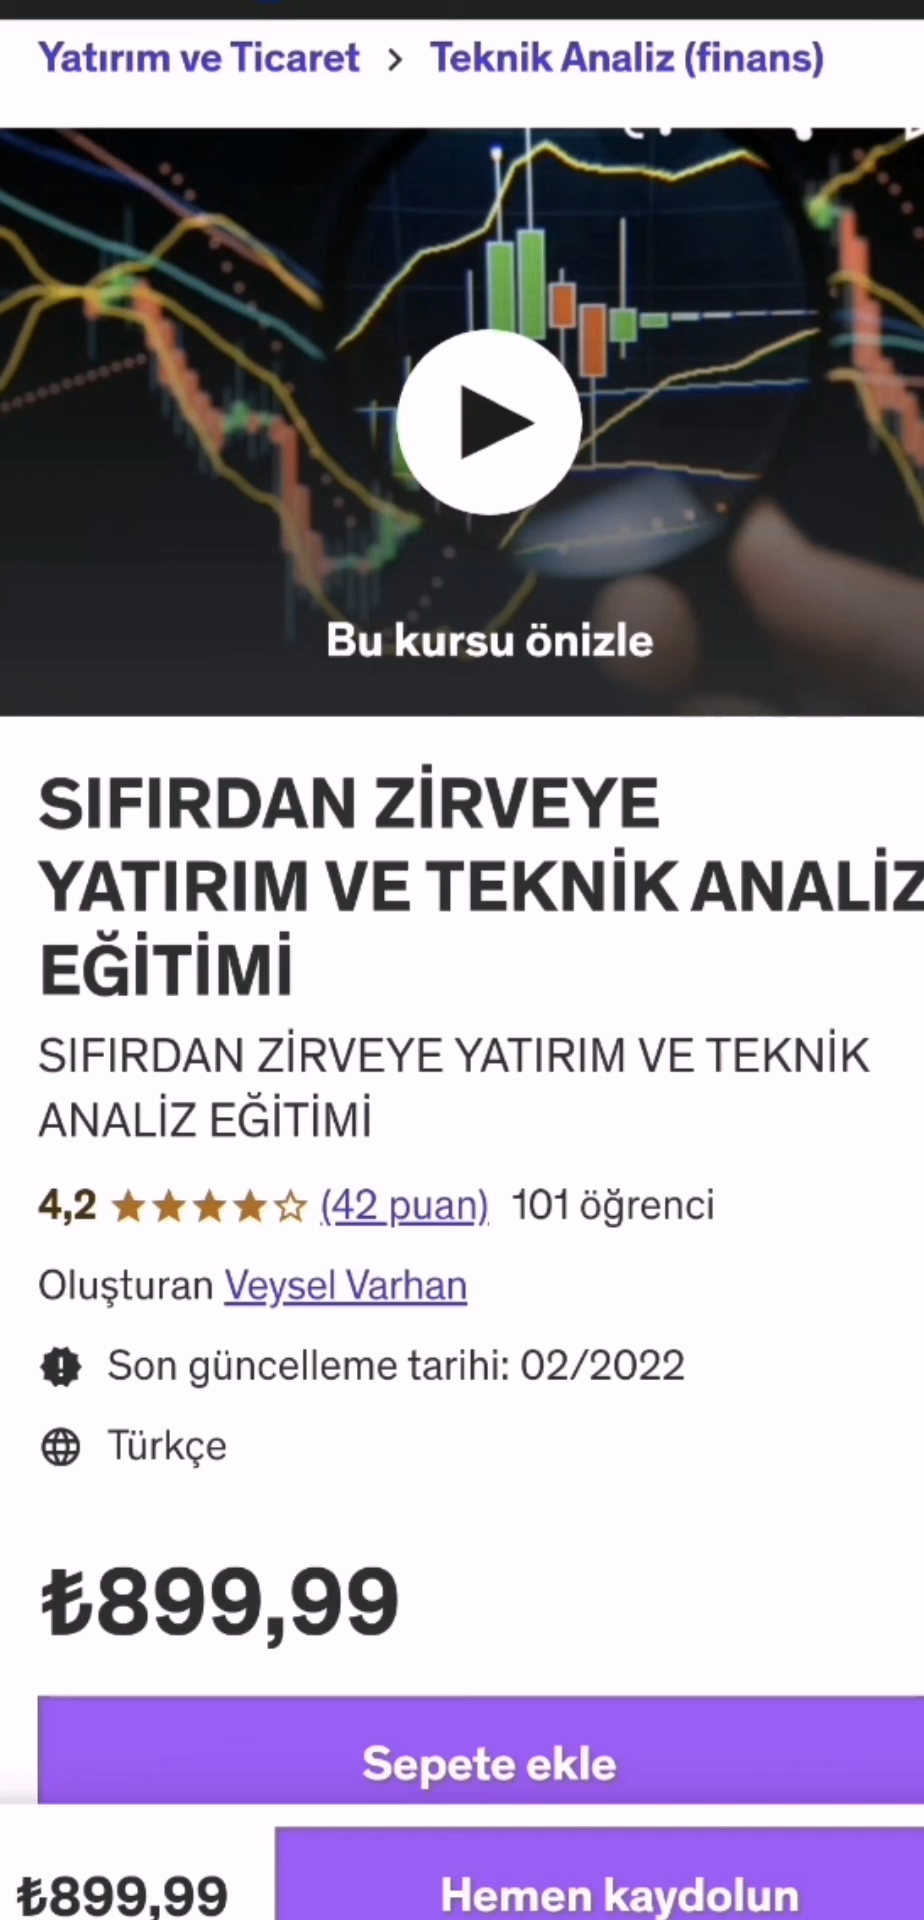 Yatırım ve Ticaret > Teknik Analiz (finans)
Bu kursu önizle
SIFIRDAN ZİRVEYE
YATIRIM VE TEKNİK ANALİZ
EĞİTİMİ
SIFIRDAN ZİRVEYE YATIRIM VE TEKNİK
ANALİZ EĞİTİMİ
4,2 (42 puan) 101 öğrenci
Oluşturan Veysel Varhan
Son güncelleme tarihi: 02/2022
Türkçe
₺899,99
Sepete ekle
₺899,99 Hemen kaydolun